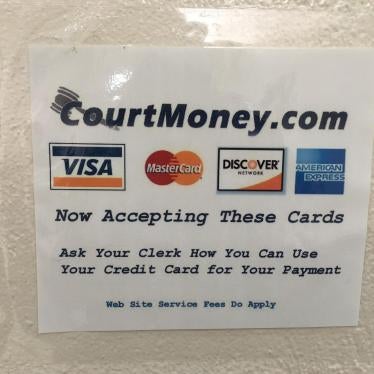 CourtMoney.com
VISA MasterCard DISCOVER NETWORK AMERICAN EXPRESS
Now Accepting These Cards
Ask Your Clerk How You Can Use
Your Credit Card for Your Payment
Web Site Service Fees Do Apply